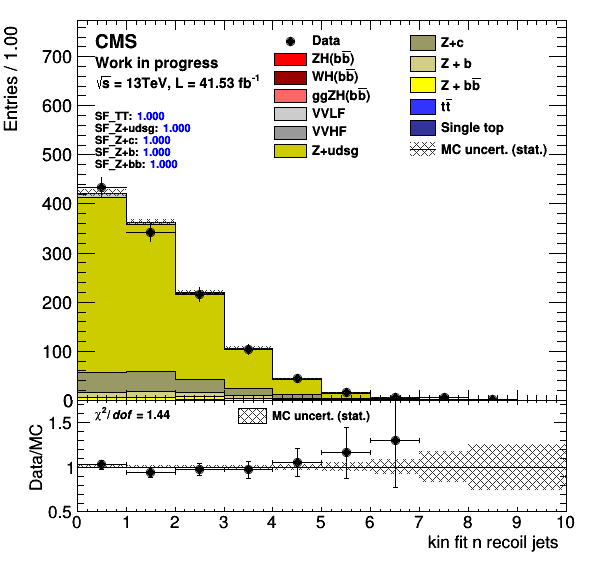 CMS
Work in progress
√s = 13TeV, L = 41.53 fb⁻¹
SF_TT: 1.000
SF_Z+udsg: 1.000
SF_Z+c: 1.000
SF_Z+b: 1.000
SF_Z+bb: 1.000
Data
ZH(bb̅)
WH(bb̅)
ggZH(bb̅)
VVLF
VVHF
Z+udsg
Z+c
Z + b
Z + bb̅
tt̅
Single top
MC uncert. (stat.)
Entries / 1.00
700
600
500
400
300
200
100
0
χ²/dof = 1.44
MC uncert. (stat.)
Data/MC
1.5
1
0.5
0 1 2 3 4 5 6 7 8 9 10
kin fit n recoil jets